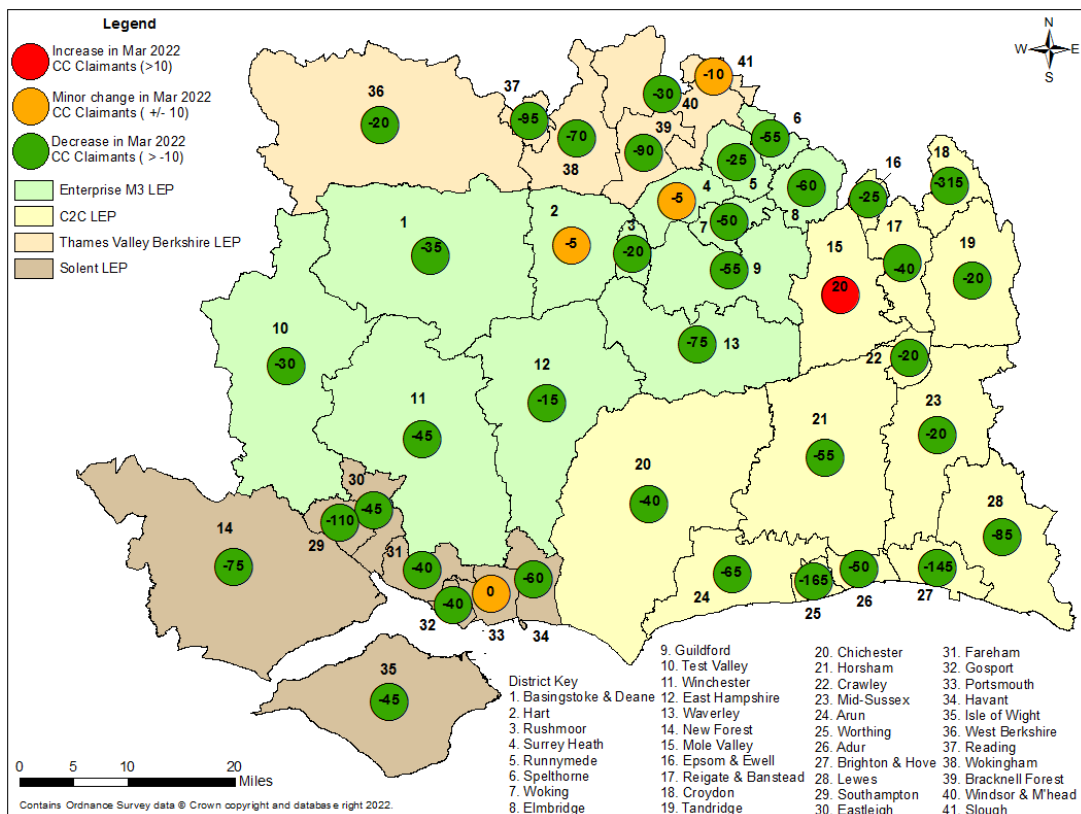 Legend
Increase in Mar 2022
CC Claimants (>10)
Minor change in Mar 2022
CC Claimants ( +/- 10)
Decrease in Mar 2022
CC Claimants ( > -10)
Enterprise M3 LEP
C2C LEP
Thames Valley Berkshire LEP
Solent LEP
N
W E
S
36
-20
37
-95
-70
38
-30
40
41
-10
39
-90
6
-55
-25
5
4
-5
-60
8
7
-50
16
-25
18
-315
1
-35
2
-5
3
-20
-55
9
15
20
17
-40
19
-20
10
-30
12
-15
-75
13
22
-20
11
-45
23
-20
21
-55
20
-40
28
-85
30
-45
-110
29
14
-75
31
-40
-40
32
0
33
-60
34
-65
24
-165
25
-50
26
-145
27
35
-45
District Key
1. Basingstoke & Deane
2. Hart
3. Rushmoor
4. Surrey Heath
5. Runnymede
6. Spelthorne
7. Woking
8. Elmbridge
9. Guildford
10. Test Valley
11. Winchester
12. East Hampshire
13. Waverley
14. New Forest
15. Mole Valley
16. Epsom & Ewell
17. Reigate & Banstead
18. Croydon
19. Tandridge
20. Chichester
21. Horsham
22. Crawley
23. Mid-Sussex
24. Arun
25. Worthing
26. Adur
27. Brighton & Hove
28. Lewes
29. Southampton
30. Eastleigh
31. Fareham
32. Gosport
33. Portsmouth
34. Havant
35. Isle of Wight
36. West Berkshire
37. Reading
38. Wokingham
39. Bracknell Forest
40. Windsor & M'head
41. Slough
0 5 10 20
Miles
Contains Ordnance Survey data ® Crown copyright and database right 2022.